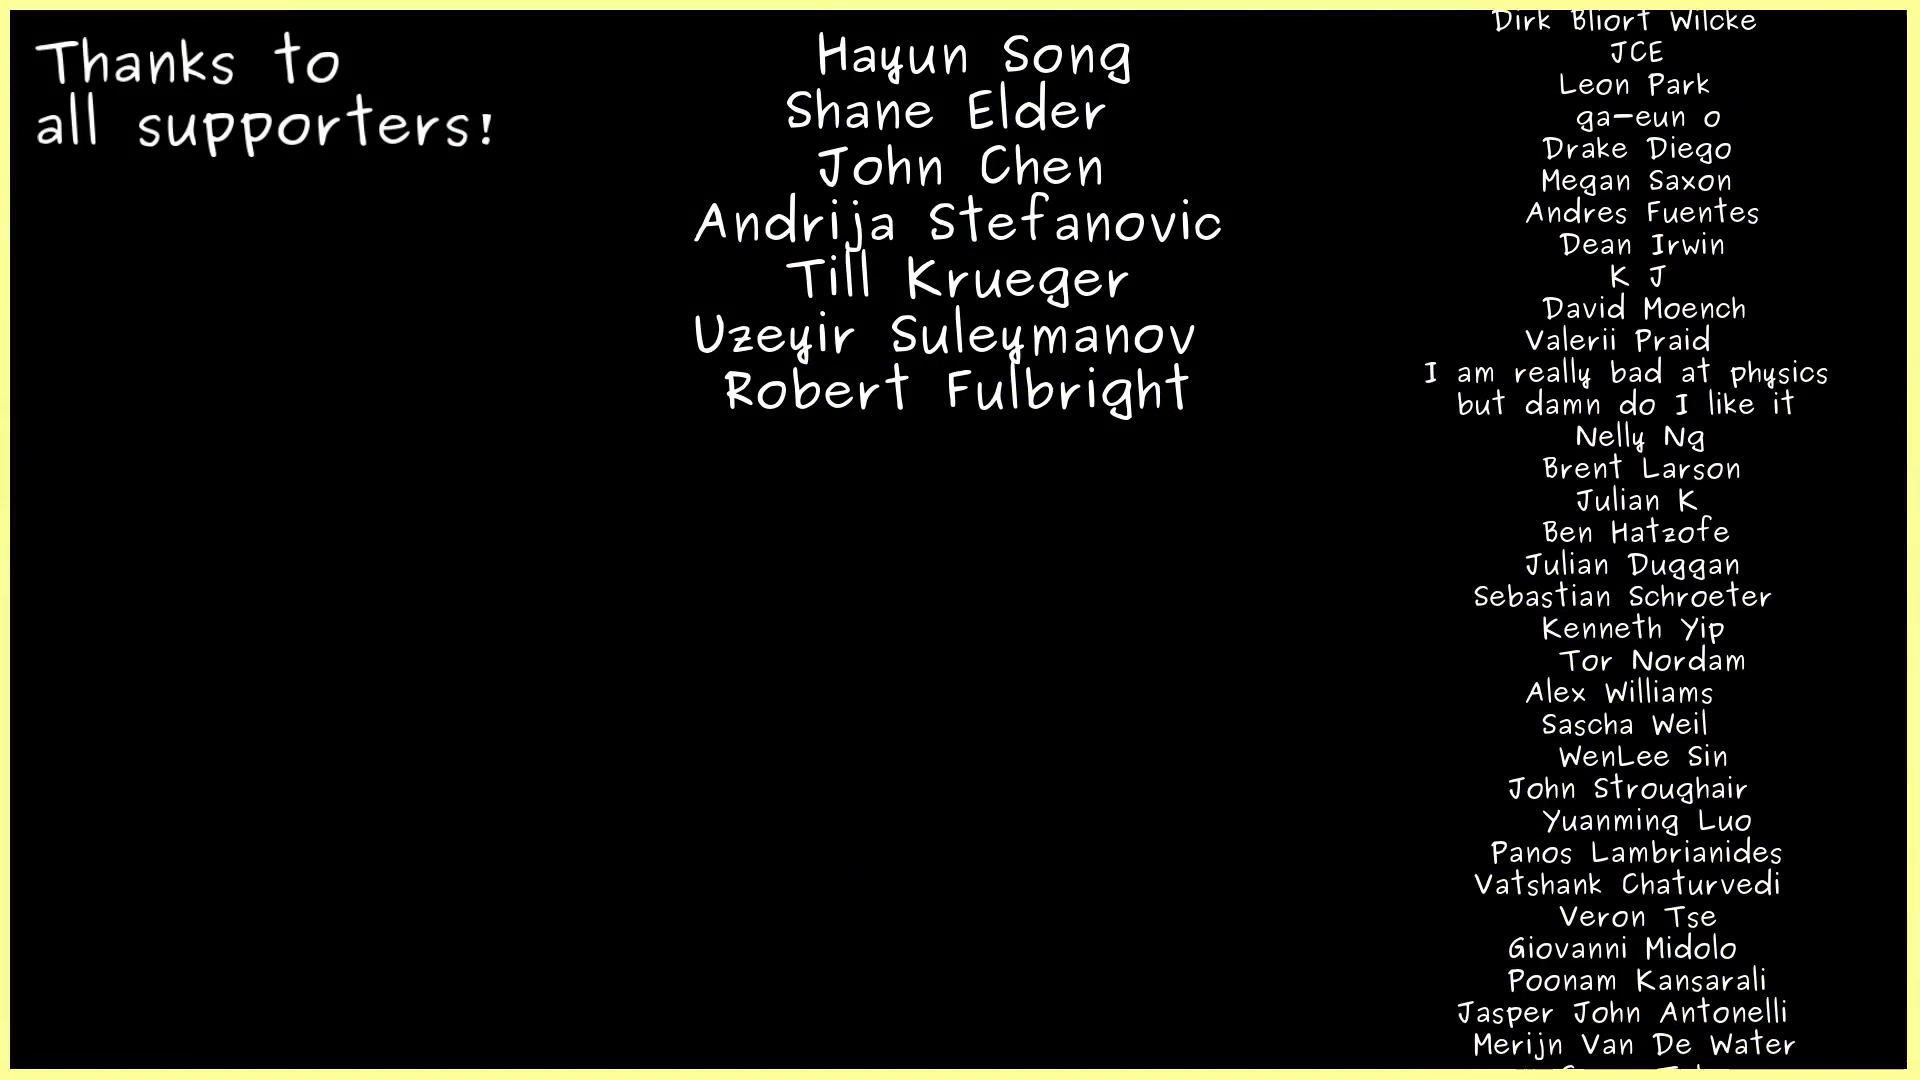 Thanks to
all supporters!
Hayun Song
Shane Elder
John Chen
Andrija Stefanovic
Till Krueger
Uzeyir Suleymanov
Robert Fulbright
Dirk Bliort Wilcke
JCE
Leon Park
ga-eun o
Drake Diego
Megan Saxon
Andres Fuentes
Dean Irwin
K J
David Moench
Valerii Praid
I am really bad at physics
but damn do I like it
Nelly Ng
Brent Larson
Julian K
Ben Hatzofe
Julian Duggan
Sebastian Schroeter
Kenneth Yip
Tor Nordam
Alex Williams
Sascha Weil
WenLee Sin
John Stroughair
Yuanming Luo
Panos Lambrianides
Vatshank Chaturvedi
Veron Tse
Giovanni Midolo
Poonam Kansarali
Jasper John Antonelli
Merijn Van De Water